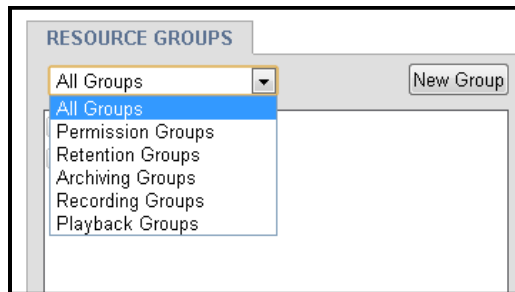 RESOURCE GROUPS
All Groups
New Group
All Groups
Permission Groups
Retention Groups
Archiving Groups
Recording Groups
Playback Groups